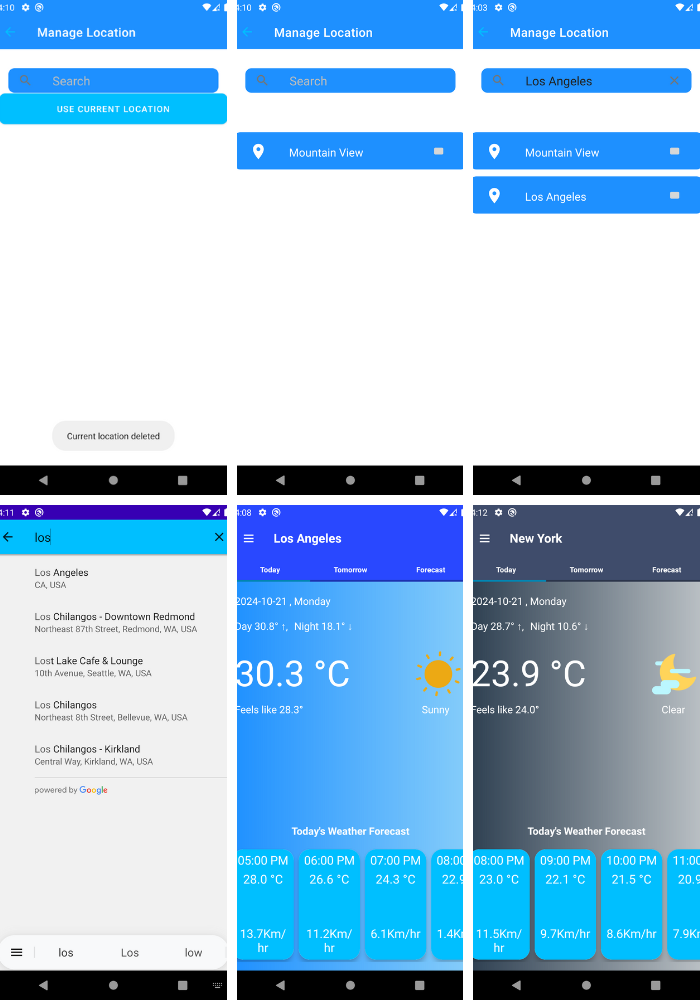 4:10
Manage Location
Search
USE CURRENT LOCATION
Current location deleted
4:10
Manage Location
Search
Mountain View
4:03
Manage Location
Los Angeles
Mountain View
Los Angeles
4:11
los
Los Angeles
CA, USA
Los Chilangos - Downtown Redmond
Northeast 87th Street, Redmond, WA, USA
Lost Lake Cafe & Lounge
10th Avenue, Seattle, WA, USA
Los Chilangos
Northeast 8th Street, Bellevue, WA, USA
Los Chilangos - Kirkland
Central Way, Kirkland, WA, USA
powered by Google
los Los low
4:08
Los Angeles
Today Tomorrow Forecast
2024-10-21 , Monday
Day 30.8° ↑, Night 18.1° ↓
30.3 °C
Feels like 28.3° Sunny
Today's Weather Forecast
05:00 PM 06:00 PM 07:00 PM 08:00
28.0 °C 26.6 °C 24.3 °C 22.9
13.7Km/ 11.2Km/ 6.1Km/hr 1.4K
hr hr
4:12
New York
Today Tomorrow Forecast
2024-10-21 , Monday
Day 28.7° ↑, Night 10.6° ↓
23.9 °C
Feels like 24.0° Clear
Today's Weather Forecast
08:00 PM 09:00 PM 10:00 PM 11:00
23.0 °C 22.1 °C 21.5 °C 20.9
11.5Km/ 9.7Km/hr 8.6Km/hr 7.9K
hr